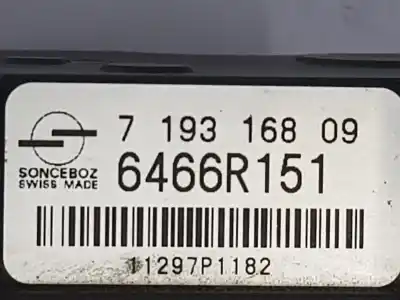 7 193 168 09
SONCEBOZ
SWISS MADE
6466R151
11297P1182